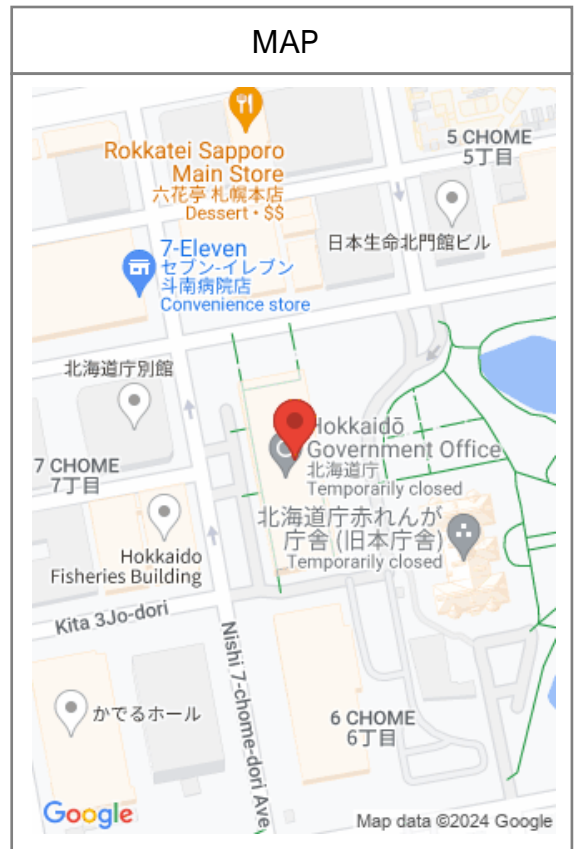 MAP
Rokkatei Sapporo
Main Store
六花亭 札幌本店
Dessert • $$
5 CHOME
5丁目
日本生命北門館ビル
7-Eleven
セブン-イレブン
斗南病院店
Convenience store
北海道庁別館
Hokkaidō
Government Office
北海道庁
Temporarily closed
7 CHOME
7丁目
北海道庁赤れんが
庁舎 (旧本庁舎)
Temporarily closed
Hokkaido
Fisheries Building
Kita 3Jo-dori
Nishi 7-chome-dori Ave
かでるホール
6 CHOME
6丁目
Google
Map data ©2024 Google